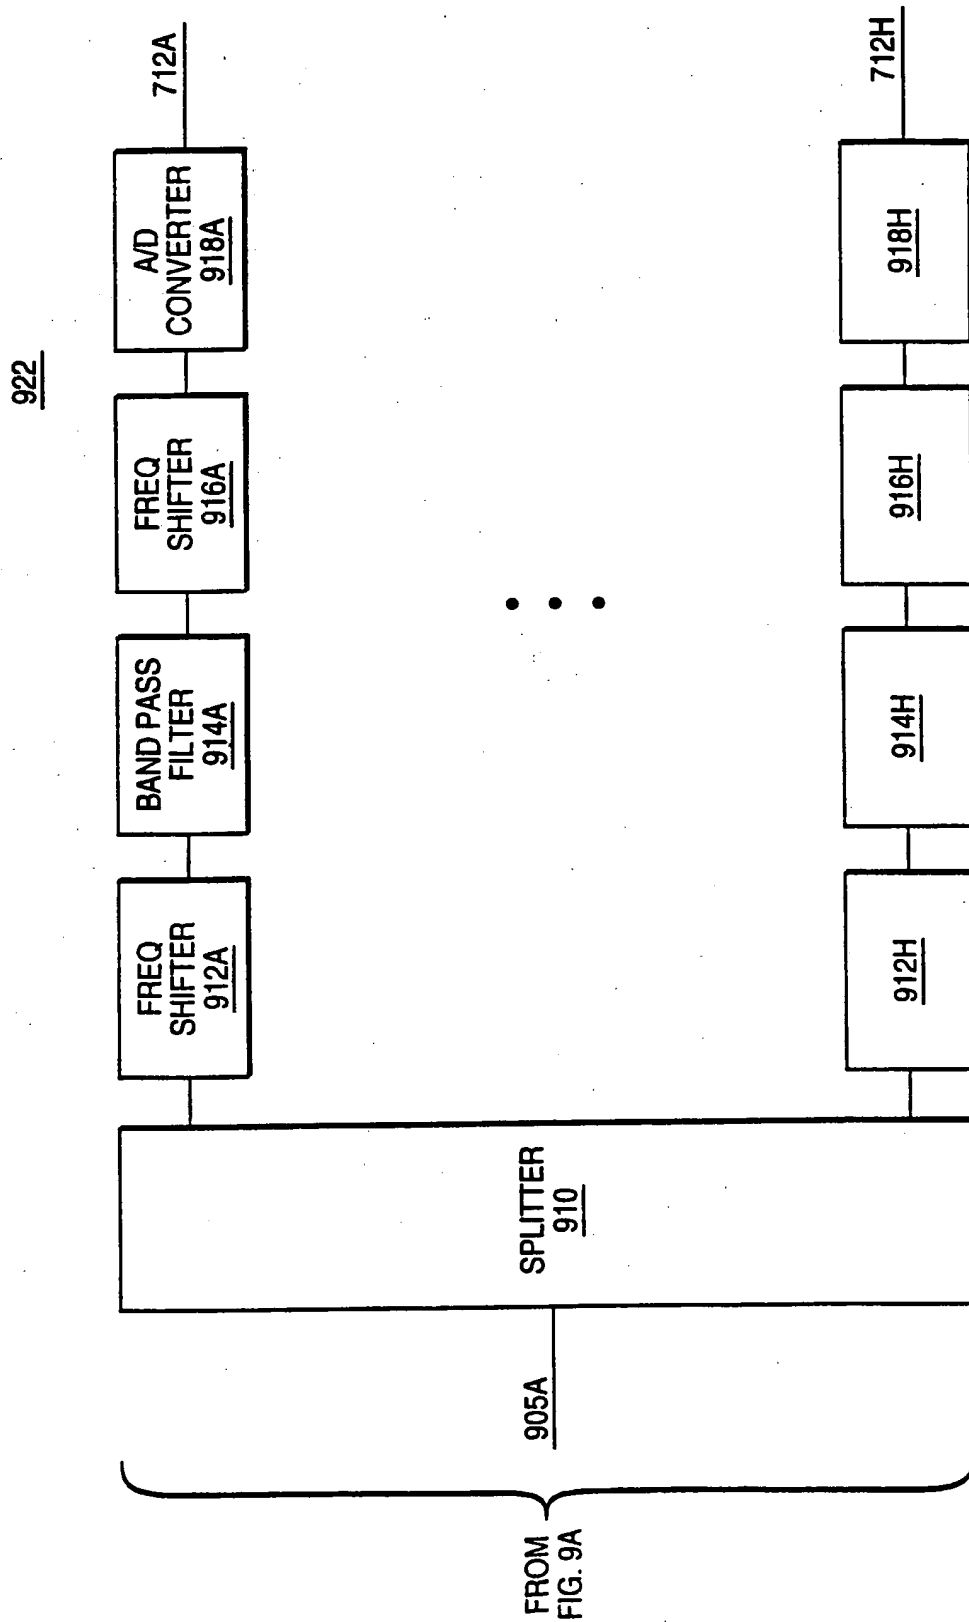 922
FROM
FIG. 9A
905A
SPLITTER
910
FREQ
SHIFTER
912A
BAND PASS
FILTER
914A
FREQ
SHIFTER
916A
A/D
CONVERTER
918A
712A
912H
914H
916H
918H
712H